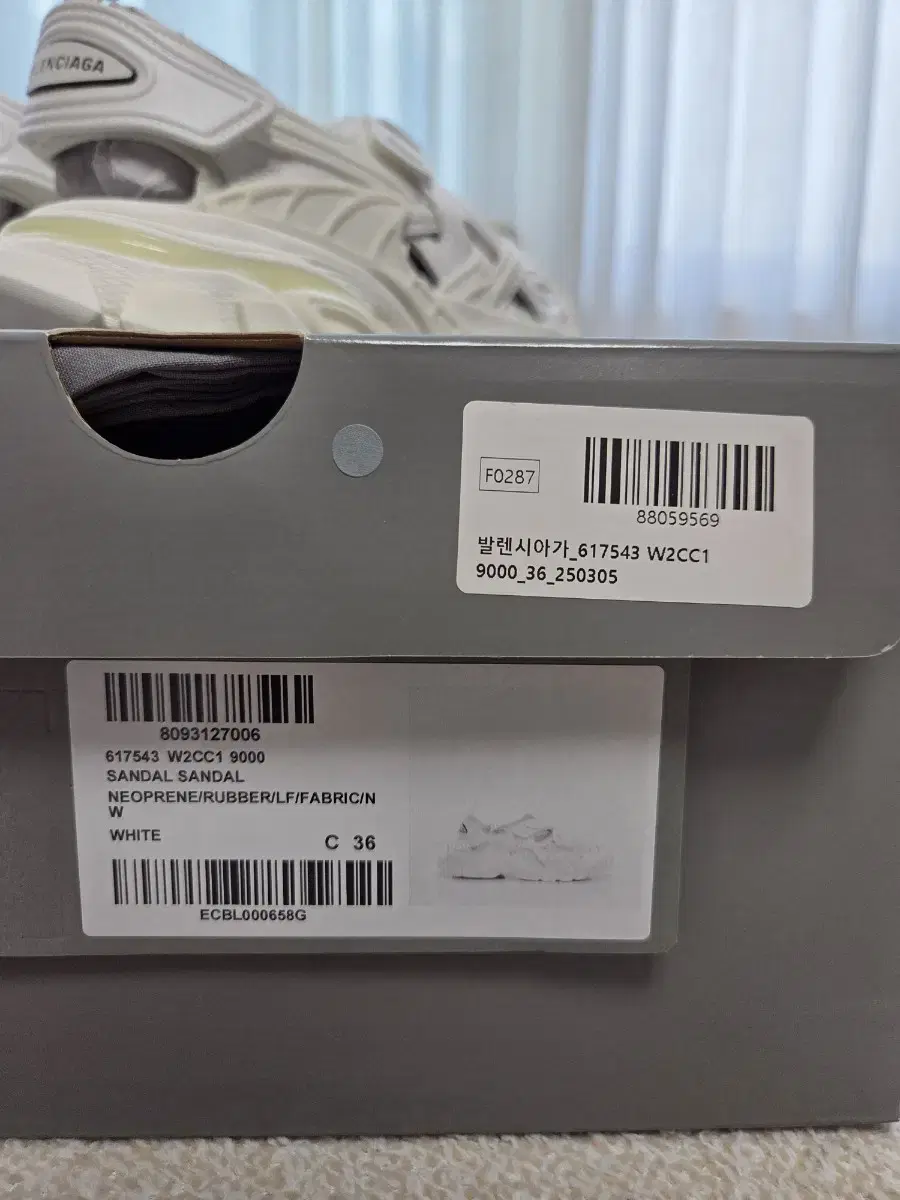 F0287
88059569
발렌시아가_617543 W2CC1
9000_36_250305
8093127006
617543 W2CC1 9000
SANDAL SANDAL
NEOPRENE/RUBBER/LF/FABRIC/N
W
WHITE
C 36
ECBL000658G